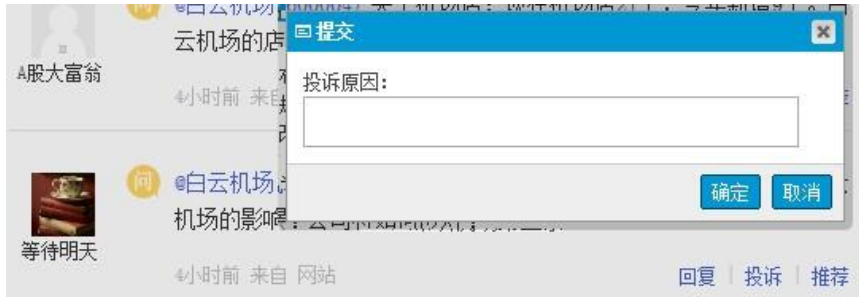 问 @白云机场
提交
云机场的店
A股大富翁
投诉原因:
4小时前 来自
问 @白云机场
确定 取消
机场的影响
等待明天
4小时前 来自 网站
回复 投诉 推荐